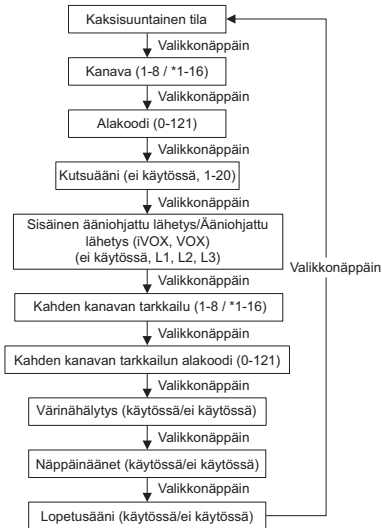 Kaksisuuntainen tila
Valikkonäppäin
Kanava (1-8 / *1-16)
Valikkonäppäin
Alakoodi (0-121)
Valikkonäppäin
Kutsuääni (ei käytössä, 1-20)
Valikkonäppäin
Sisäinen ääniohjattu lähetys/Ääniohjattu
lähetys (iVOX, VOX)
(ei käytössä, L1, L2, L3)
Valikkonäppäin
Valikkonäppäin
Kahden kanavan tarkkailu (1-8 / *1-16)
Valikkonäppäin
Kahden kanavan tarkkailun alakoodi (0-121)
Valikkonäppäin
Värinähälytys (käytössä/ei käytössä)
Valikkonäppäin
Näppäinäänet (käytössä/ei käytössä)
Valikkonäppäin
Lopetusääni (käytössä/ei käytössä)